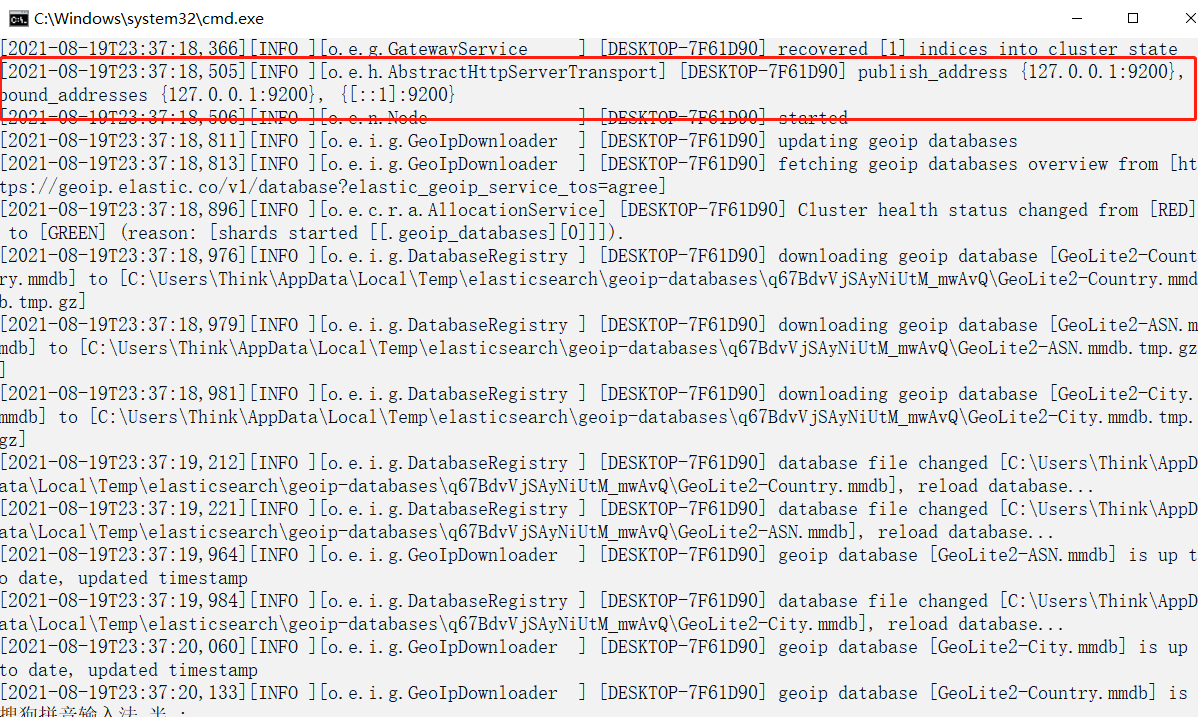 C:\Windows\system32\cmd.exe
[2021-08-19T23:37:18,366][INFO ][o.e.g.GatewayService     ] [DESKTOP-7F61D90] recovered [1] indices into cluster state
[2021-08-19T23:37:18,505][INFO ][o.e.h.AbstractHttpServerTransport] [DESKTOP-7F61D90] publish_address {127.0.0.1:9200},
bound_addresses {127.0.0.1:9200}, {[::1]:9200}
[2021-08-19T23:37:18,506][INFO ][o.e.n.Node               ] [DESKTOP-7F61D90] started
[2021-08-19T23:37:18,811][INFO ][o.e.i.g.GeoIpDownloader  ] [DESKTOP-7F61D90] updating geoip databases
[2021-08-19T23:37:18,813][INFO ][o.e.i.g.GeoIpDownloader  ] [DESKTOP-7F61D90] fetching geoip databases overview from [ht
tps://geoip.elastic.co/v1/database?elastic_geoip_service_tos=agree]
[2021-08-19T23:37:18,896][INFO ][o.e.c.r.a.AllocationService] [DESKTOP-7F61D90] Cluster health status changed from [RED]
 to [GREEN] (reason: [shards started [[.geoip_databases][0]]]).
[2021-08-19T23:37:18,976][INFO ][o.e.i.g.DatabaseRegistry ] [DESKTOP-7F61D90] downloading geoip database [GeoLite2-Count
ry.mmdb] to [C:\Users\Think\AppData\Local\Temp\elasticsearch\geoip-databases\q67BdvVjSAyNiUtM_mwAvQ\GeoLite2-Country.mmd
b.tmp.gz]
[2021-08-19T23:37:18,979][INFO ][o.e.i.g.DatabaseRegistry ] [DESKTOP-7F61D90] downloading geoip database [GeoLite2-ASN.m
mdb] to [C:\Users\Think\AppData\Local\Temp\elasticsearch\geoip-databases\q67BdvVjSAyNiUtM_mwAvQ\GeoLite2-ASN.mmdb.tmp.gz
]
[2021-08-19T23:37:18,981][INFO ][o.e.i.g.DatabaseRegistry ] [DESKTOP-7F61D90] downloading geoip database [GeoLite2-City.
mmdb] to [C:\Users\Think\AppData\Local\Temp\elasticsearch\geoip-databases\q67BdvVjSAyNiUtM_mwAvQ\GeoLite2-City.mmdb.tmp.
gz]
[2021-08-19T23:37:19,212][INFO ][o.e.i.g.DatabaseRegistry ] [DESKTOP-7F61D90] database file changed [C:\Users\Think\AppD
ata\Local\Temp\elasticsearch\geoip-databases\q67BdvVjSAyNiUtM_mwAvQ\GeoLite2-Country.mmdb], reload database...
[2021-08-19T23:37:19,221][INFO ][o.e.i.g.DatabaseRegistry ] [DESKTOP-7F61D90] database file changed [C:\Users\Think\AppD
ata\Local\Temp\elasticsearch\geoip-databases\q67BdvVjSAyNiUtM_mwAvQ\GeoLite2-ASN.mmdb], reload database...
[2021-08-19T23:37:19,964][INFO ][o.e.i.g.GeoIpDownloader  ] [DESKTOP-7F61D90] geoip database [GeoLite2-ASN.mmdb] is up t
o date, updated timestamp
[2021-08-19T23:37:19,984][INFO ][o.e.i.g.DatabaseRegistry ] [DESKTOP-7F61D90] database file changed [C:\Users\Think\AppD
ata\Local\Temp\elasticsearch\geoip-databases\q67BdvVjSAyNiUtM_mwAvQ\GeoLite2-City.mmdb], reload database...
[2021-08-19T23:37:20,060][INFO ][o.e.i.g.GeoIpDownloader  ] [DESKTOP-7F61D90] geoip database [GeoLite2-City.mmdb] is up
to date, updated timestamp
[2021-08-19T23:37:20,133][INFO ][o.e.i.g.GeoIpDownloader  ] [DESKTOP-7F61D90] geoip database [GeoLite2-Country.mmdb] is
搜狗拼音输入法 半 :